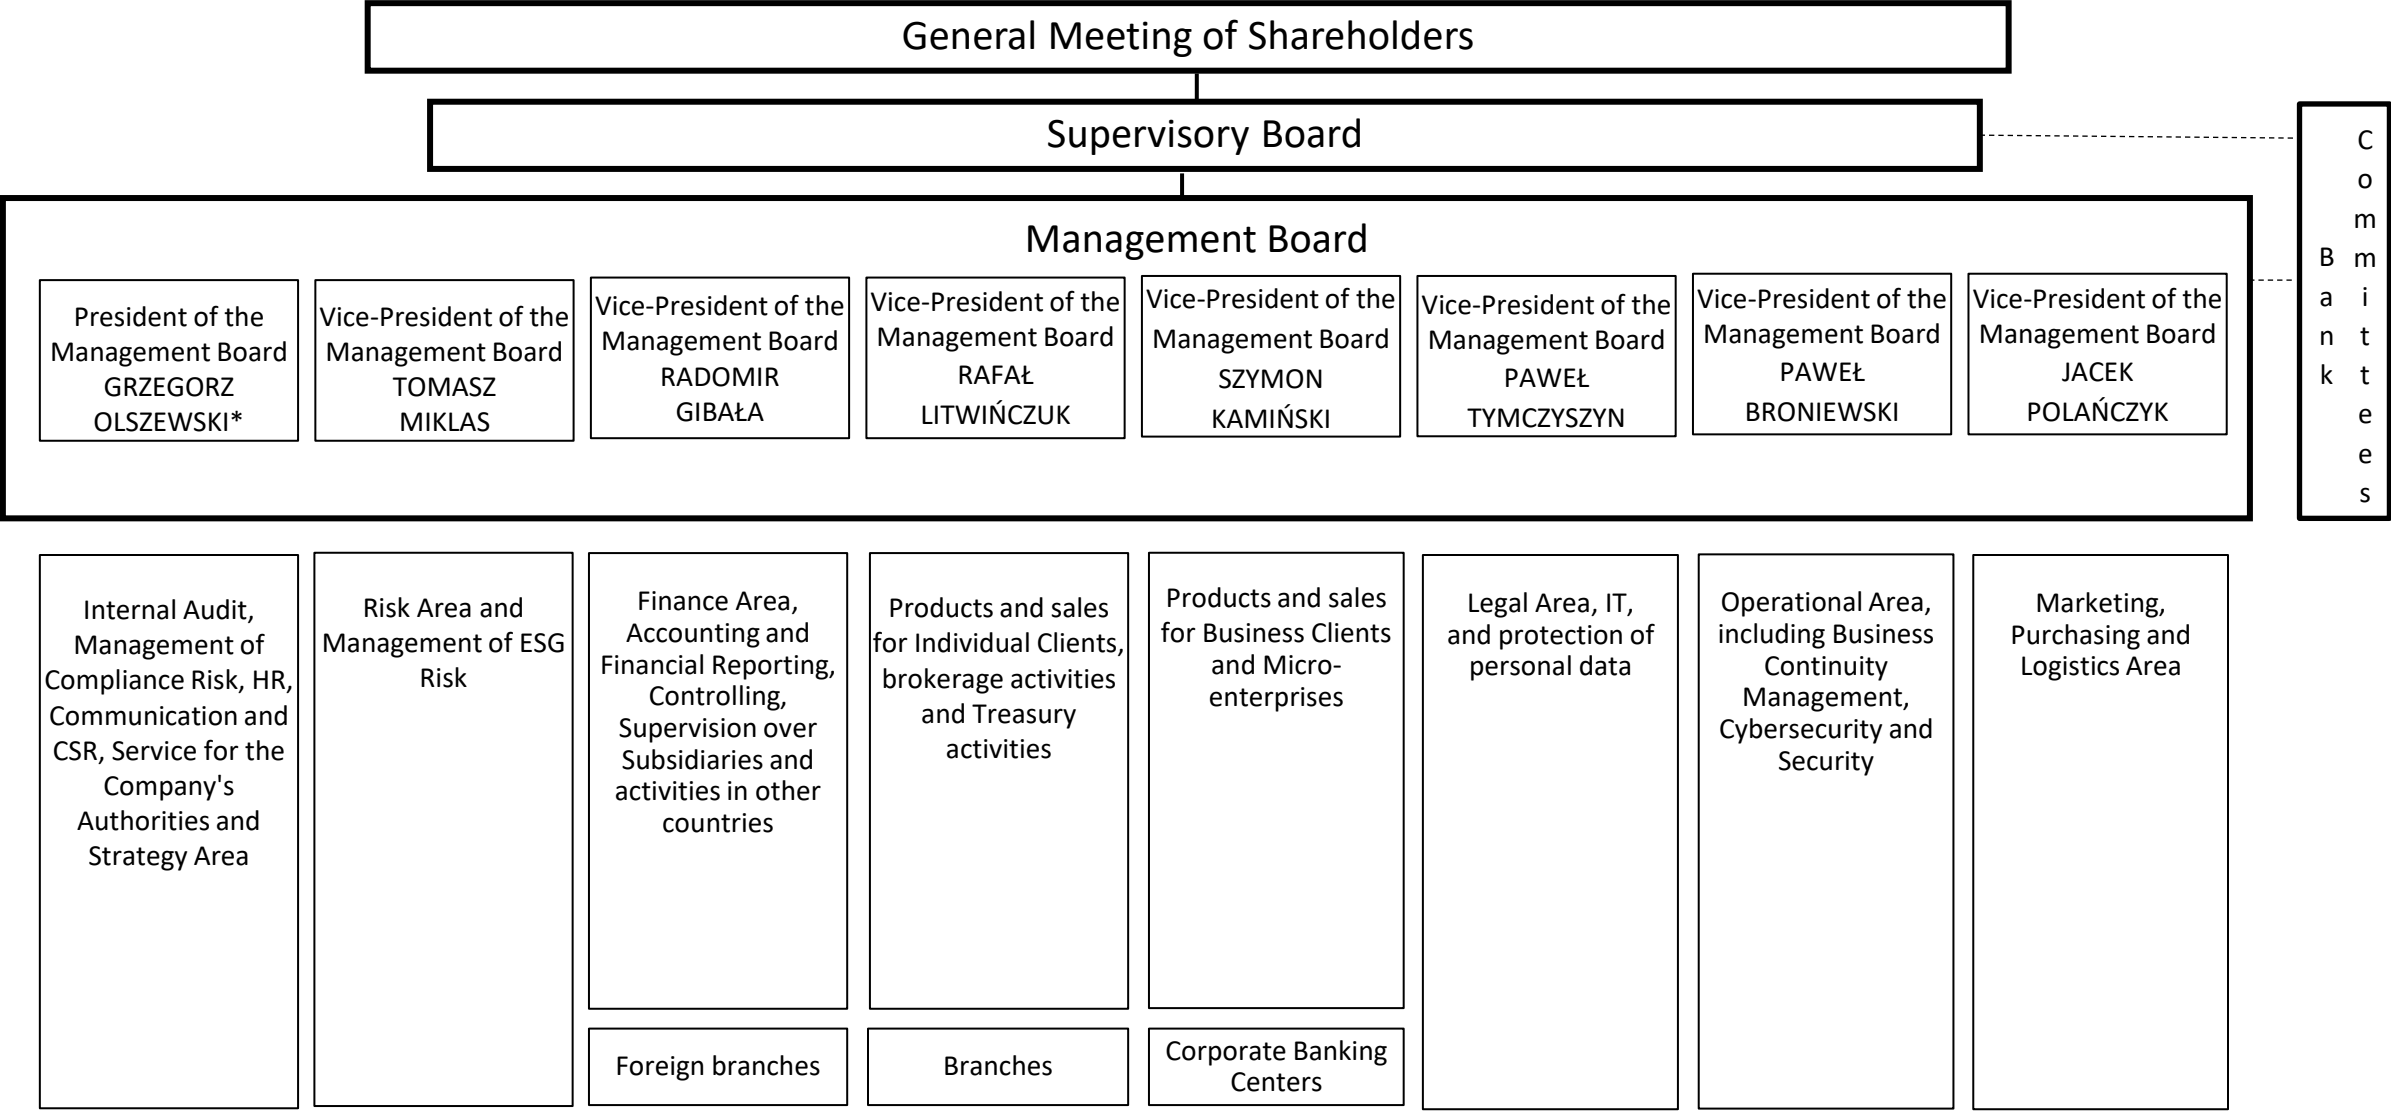 General Meeting of Shareholders
Supervisory Board
Management Board
President of the
Management Board
GRZEGORZ
OLSZEWSKI*
Vice-President of the
Management Board
TOMASZ
MIKLAS
Vice-President of the
Management Board
RADOMIR
GIBAŁA
Vice-President of the
Management Board
RAFAŁ
LITWIŃCZUK
Vice-President of the
Management Board
SZYMON
KAMIŃSKI
Vice-President of the
Management Board
PAWEŁ
TYMCZYSZYN
Vice-President of the
Management Board
PAWEŁ
BRONIEWSKI
Vice-President of the
Management Board
JACEK
POLAŃCZYK
Bank
Committees
Internal Audit,
Management of
Compliance Risk, HR,
Communication and
CSR, Service for the
Company's
Authorities and
Strategy Area
Risk Area and
Management of ESG
Risk
Finance Area,
Accounting and
Financial Reporting,
Controlling,
Supervision over
Subsidiaries and
activities in other
countries
Products and sales
for Individual Clients,
brokerage activities
and Treasury
activities
Products and sales
for Business Clients
and Micro-
enterprises
Legal Area, IT,
and protection of
personal data
Operational Area,
including Business
Continuity
Management,
Cybersecurity and
Security
Marketing,
Purchasing and
Logistics Area
Foreign branches
Branches
Corporate Banking
Centers